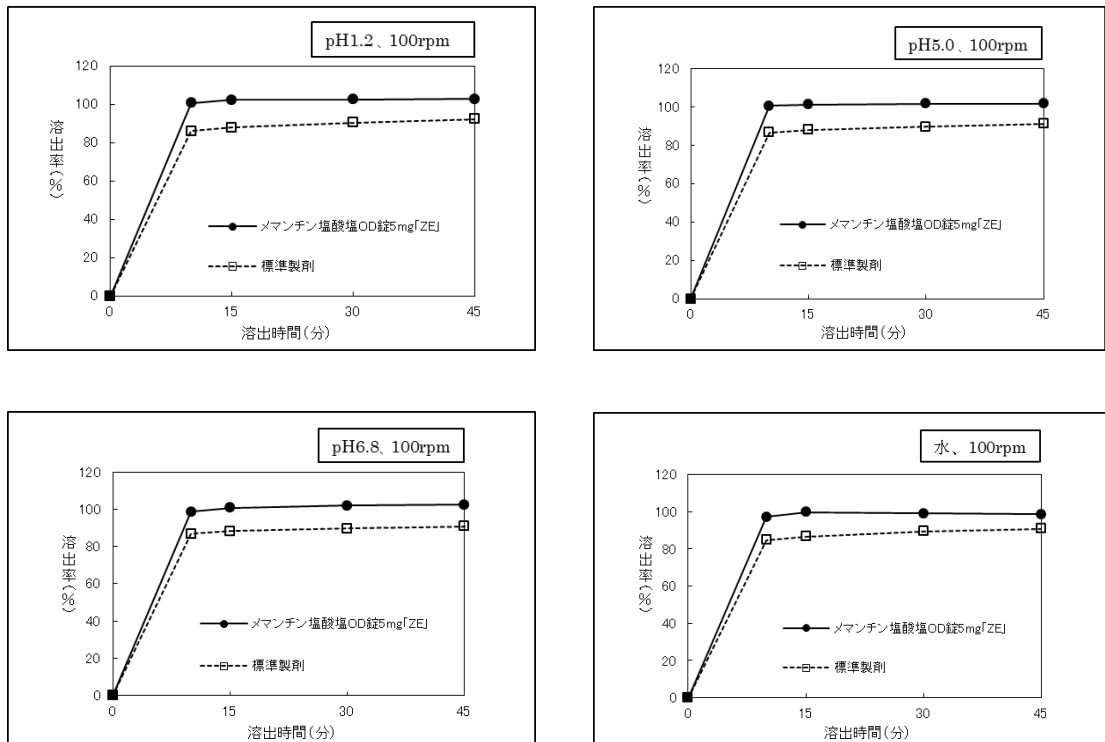 pH1.2、100rpm
120
100
80
60
40
20
0
溶出率(%)
メマンチン塩酸塩OD錠5mg｢ZE｣
標準製剤
0 15 30 45
溶出時間(分)
pH5.0、100rpm
120
100
80
60
40
20
0
溶出率(%)
メマンチン塩酸塩OD錠5mg｢ZE｣
標準製剤
0 15 30 45
溶出時間(分)
pH6.8、100rpm
120
100
80
60
40
20
0
溶出率(%)
メマンチン塩酸塩OD錠5mg｢ZE｣
標準製剤
0 15 30 45
溶出時間(分)
水、100rpm
120
100
80
60
40
20
0
溶出率(%)
メマンチン塩酸塩OD錠5mg｢ZE｣
標準製剤
0 15 30 45
溶出時間(分)